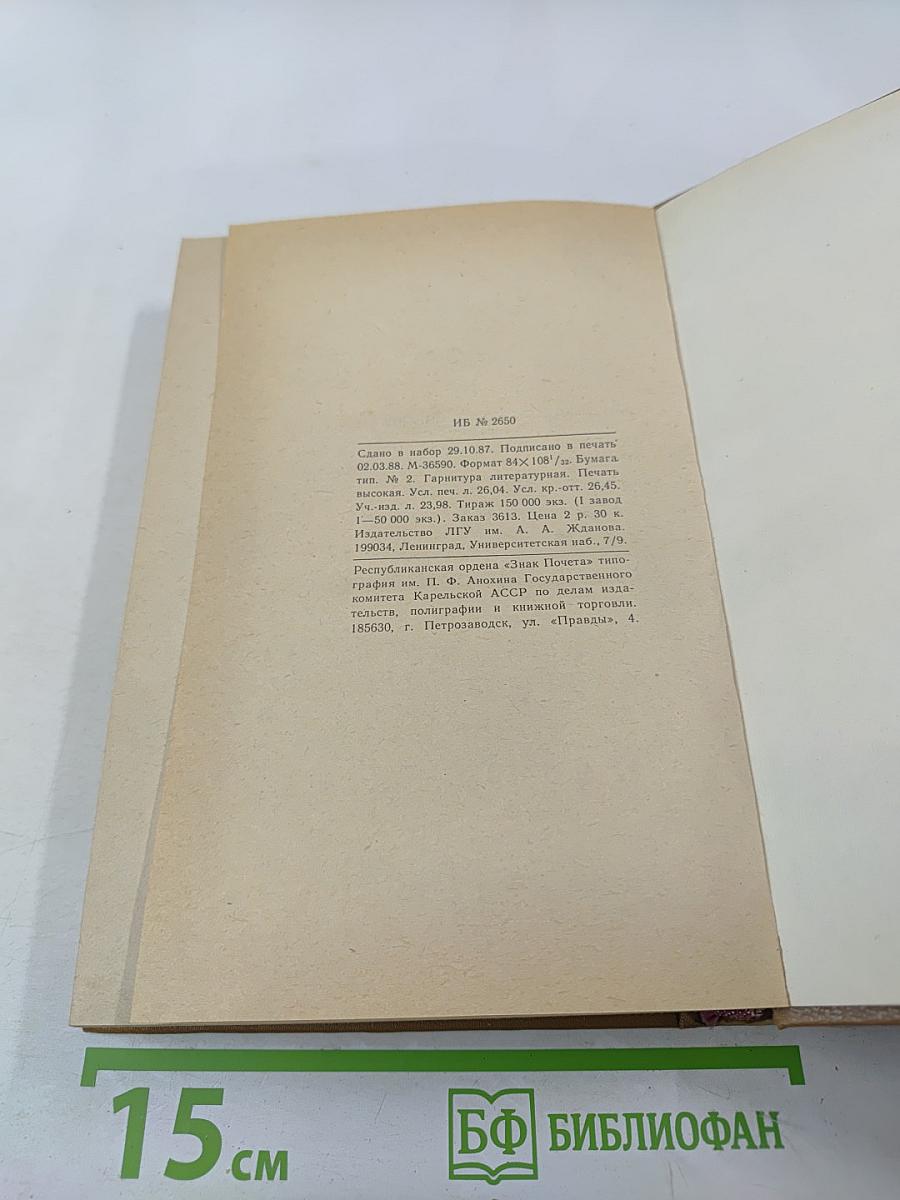 ИБ № 2650
Сдано в набор 29.10.87. Подписано в печать
02.03.88. М-36590. Формат 84×108¹/₃₂. Бумага
тип. № 2. Гарнитура литературная. Печать
высокая. Усл. печ. л. 26,04. Усл. кр.-отт. 26,45.
Уч.-изд. л. 23,98. Тираж 150 000 экз. (I завод
1—50 000 экз.). Заказ 3613. Цена 2 р. 30 к.
Издательство ЛГУ им. А. А. Жданова.
199034, Ленинград, Университетская наб., 7/9.
Республиканская ордена «Знак Почета» типо-
графия им. П. Ф. Анохина Государственного
комитета Карельской АССР по делам изда-
тельств, полиграфии и книжной торговли.
185630, г. Петрозаводск, ул. «Правды», 4.
15 см
БФ БИБЛИОФАН